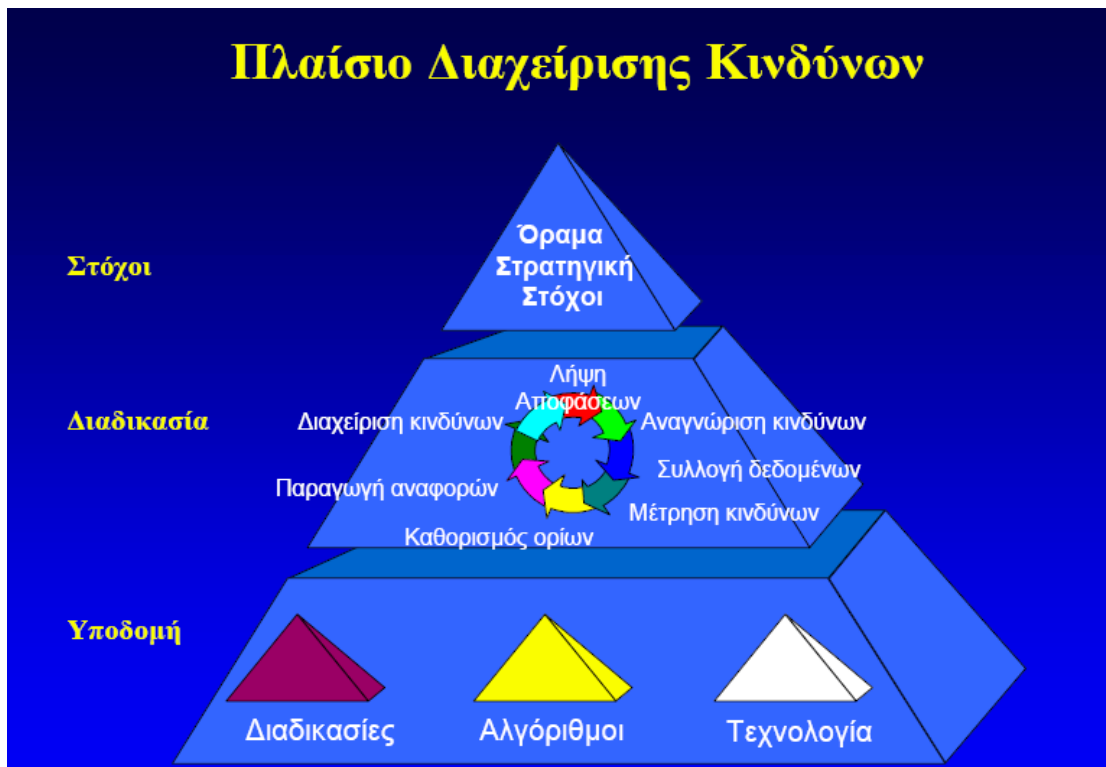 Πλαίσιο Διαχείρισης Κινδύνων
Στόχοι
Όραμα
Στρατηγική
Στόχοι
Διαδικασία
Λήψη
Αποφάσεων
Αναγνώριση κινδύνων
Συλλογή δεδομένων
Μέτρηση κινδύνων
Καθορισμός ορίων
Παραγωγή αναφορών
Διαχείριση κινδύνων
Υποδομή
Διαδικασίες
Αλγόριθμοι
Τεχνολογία